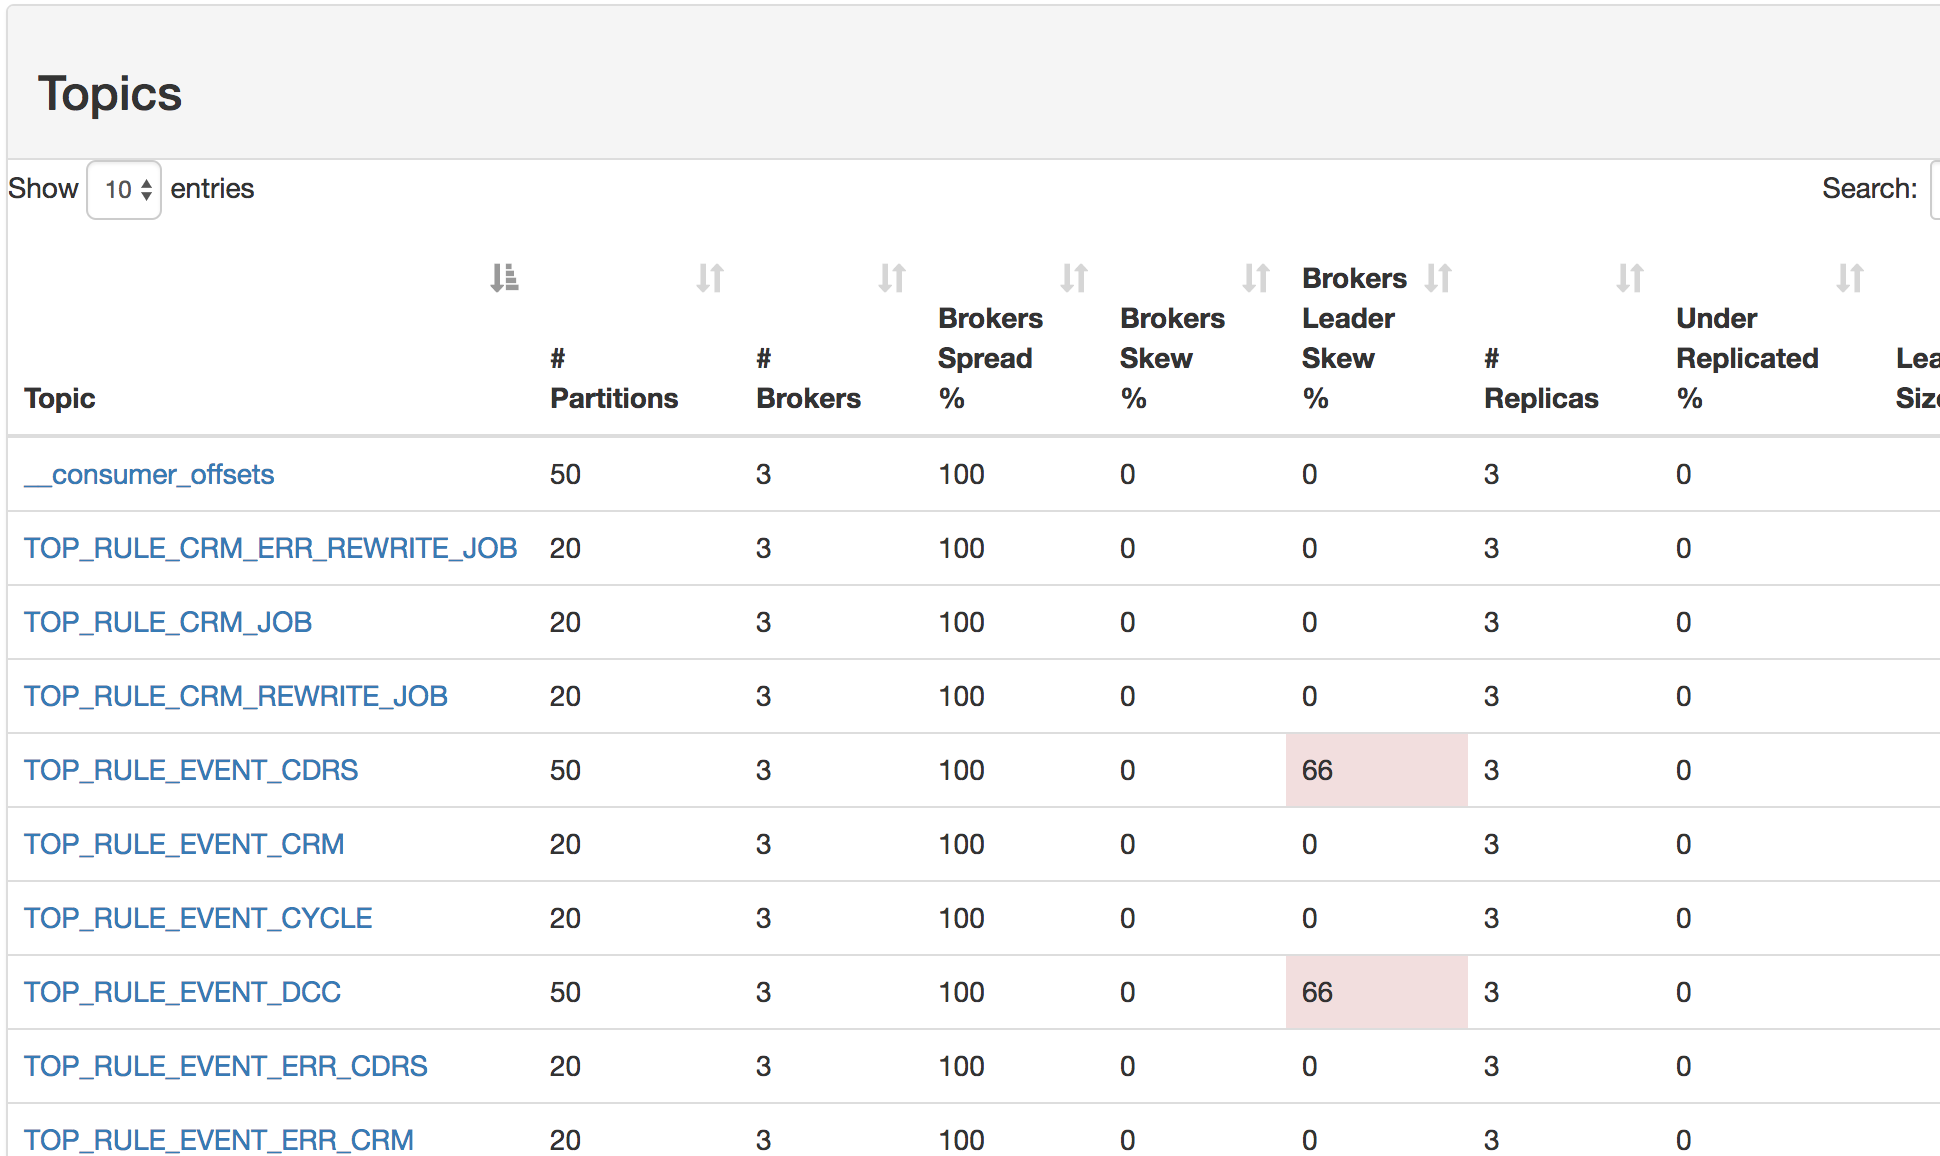 Topics
Show 10 entries Search:
Topic # Partitions # Brokers Brokers Spread % Brokers Skew % Brokers Leader Skew % # Replicas Under Replicated %
__consumer_offsets 50 3 100 0 0 3 0
TOP_RULE_CRM_ERR_REWRITE_JOB 20 3 100 0 0 3 0
TOP_RULE_CRM_JOB 20 3 100 0 0 3 0
TOP_RULE_CRM_REWRITE_JOB 20 3 100 0 0 3 0
TOP_RULE_EVENT_CDRS 50 3 100 0 66 3 0
TOP_RULE_EVENT_CRM 20 3 100 0 0 3 0
TOP_RULE_EVENT_CYCLE 20 3 100 0 0 3 0
TOP_RULE_EVENT_DCC 50 3 100 0 66 3 0
TOP_RULE_EVENT_ERR_CDRS 20 3 100 0 0 3 0
TOP_RULE_EVENT_ERR_CRM 20 3 100 0 0 3 0